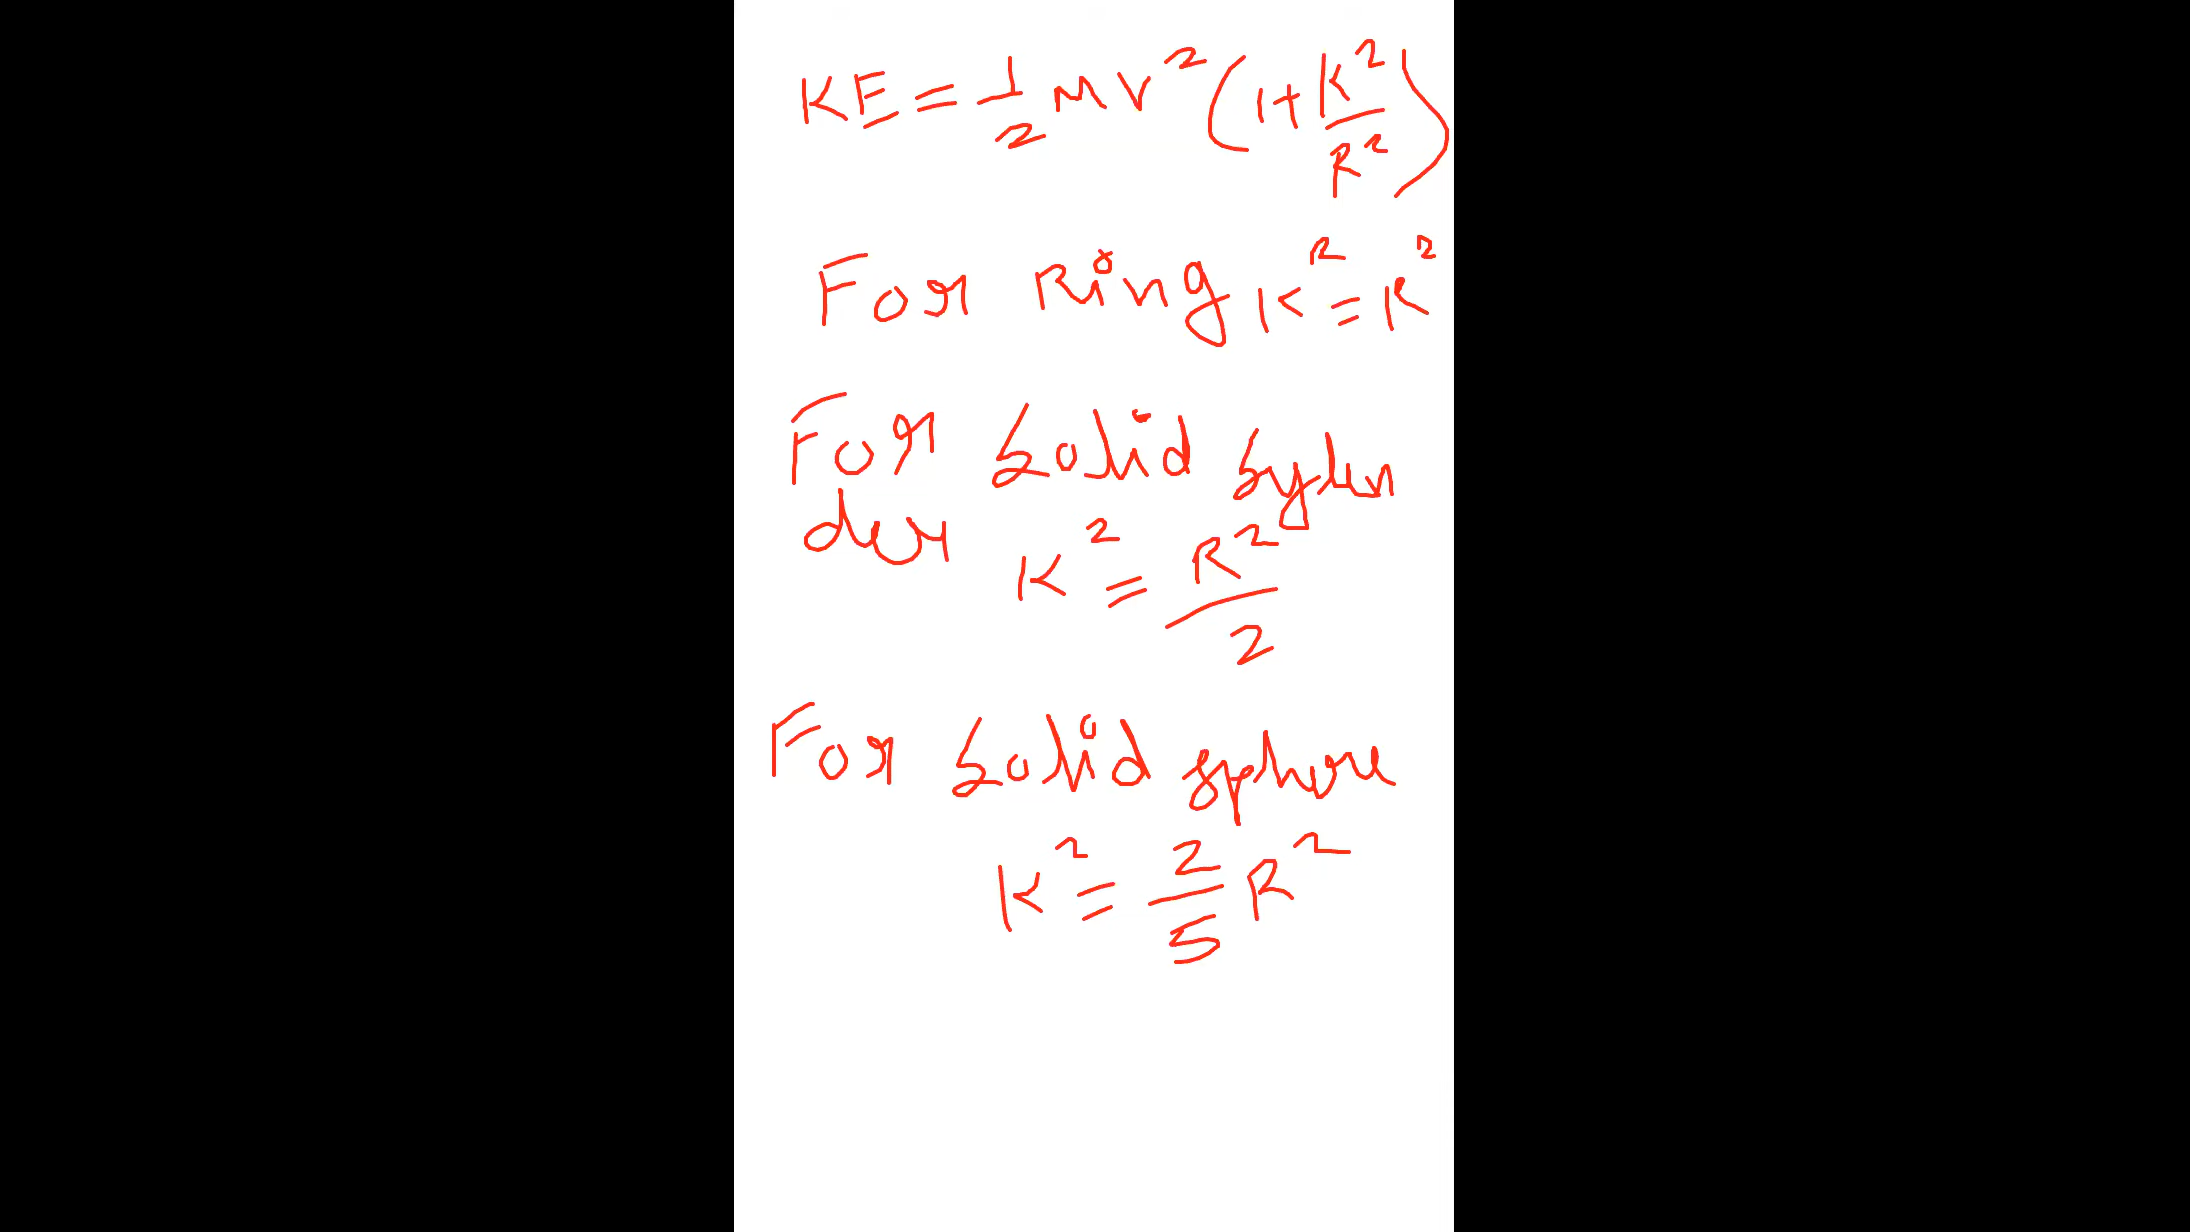 KE = 1/2 MV² (1 + K²/R²)
For Ring K² = R²
For Solid Sylen
der K² = R²/2
For Solid sphere
K² = 2/5 R²